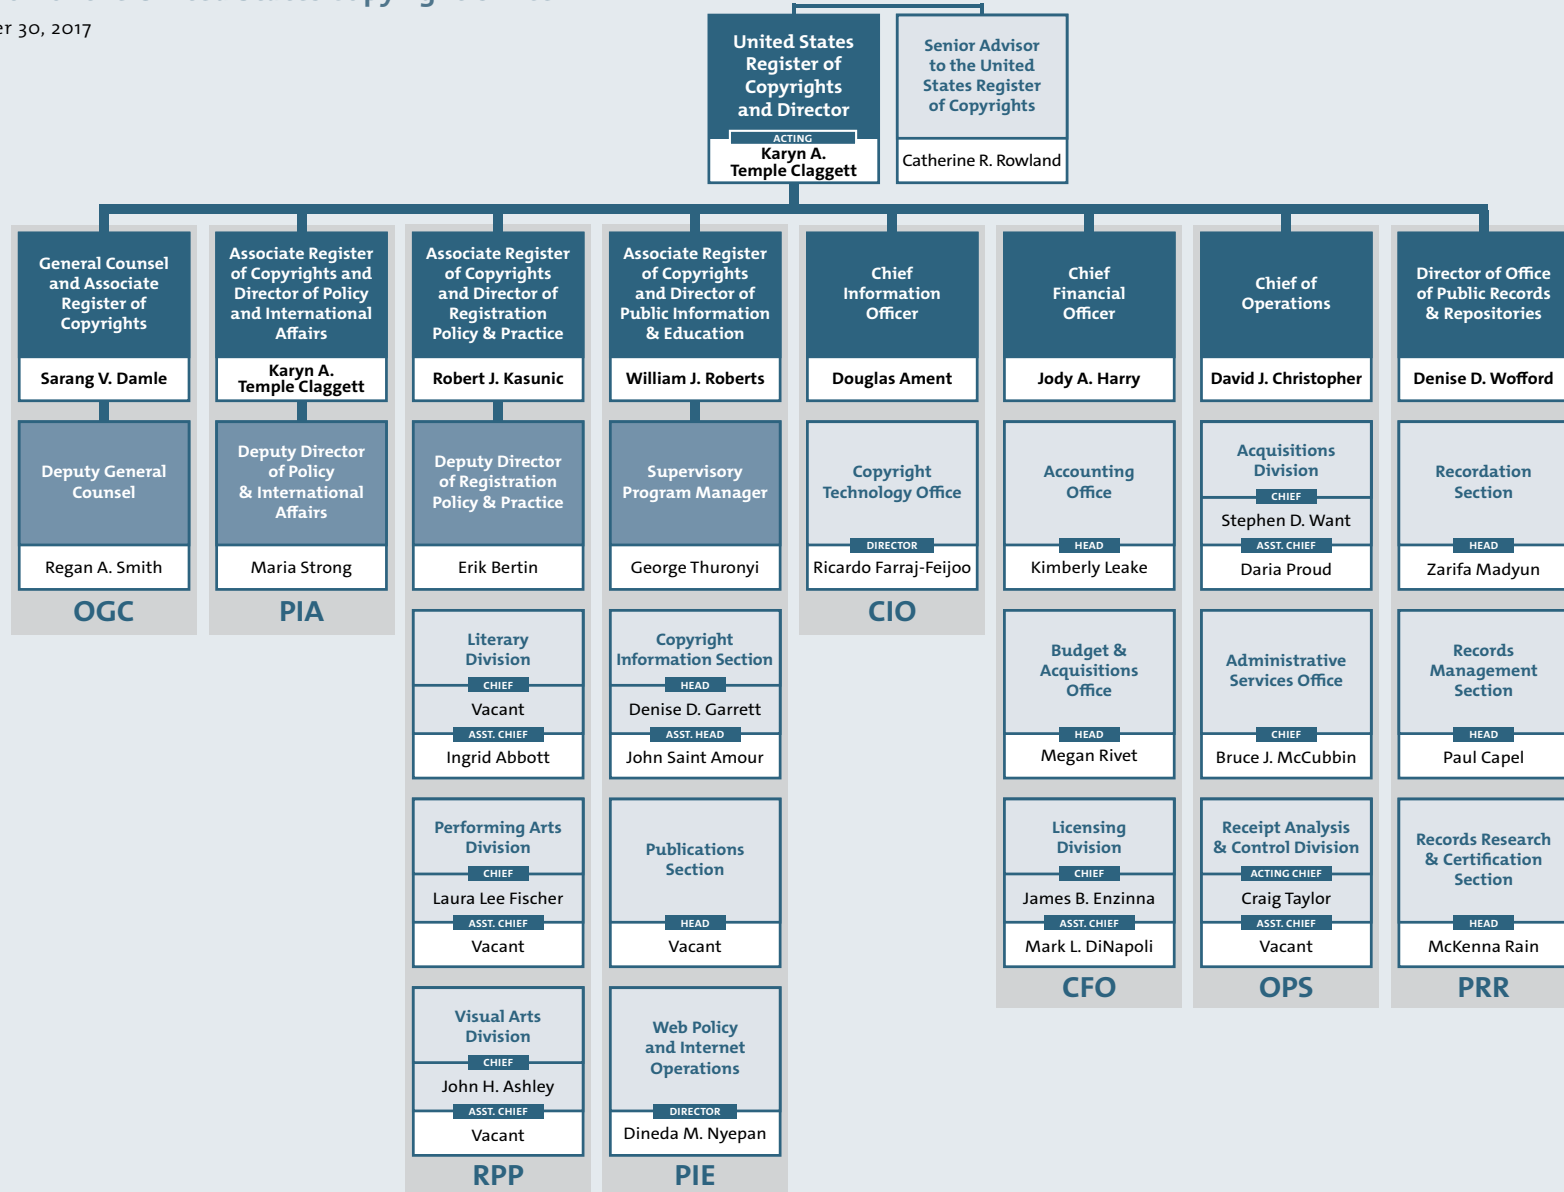 er 30, 2017
United States
Register of
Copyrights
and Director
ACTING
Karyn A.
Temple Claggett
Senior Advisor
to the United
States Register
of Copyrights
Catherine R. Rowland
General Counsel
and Associate
Register of
Copyrights
Sarang V. Damle
Deputy General
Counsel
Regan A. Smith
OGC
Associate Register
of Copyrights and
Director of Policy
and International
Affairs
Karyn A.
Temple Claggett
Deputy Director
of Policy
& International
Affairs
Maria Strong
PIA
Associate Register
of Copyrights
and Director of
Registration
Policy & Practice
Robert J. Kasunic
Deputy Director
of Registration
Policy & Practice
Erik Bertin
Literary
Division
CHIEF
Vacant
ASST. CHIEF
Ingrid Abbott
Performing Arts
Division
CHIEF
Laura Lee Fischer
ASST. CHIEF
Vacant
Visual Arts
Division
CHIEF
John H. Ashley
ASST. CHIEF
Vacant
RPP
Associate Register
of Copyrights
and Director of
Public Information
& Education
William J. Roberts
Supervisory
Program Manager
George Thuronyi
Copyright
Information Section
HEAD
Denise D. Garrett
ASST. HEAD
John Saint Amour
Publications
Section
HEAD
Vacant
Web Policy
and Internet
Operations
DIRECTOR
Dineda M. Nyepan
PIE
Chief
Information
Officer
Douglas Ament
Copyright
Technology Office
DIRECTOR
Ricardo Farraj-Feijoo
CIO
Chief
Financial
Officer
Jody A. Harry
Accounting
Office
HEAD
Kimberly Leake
Budget &
Acquisitions
Office
HEAD
Megan Rivet
Licensing
Division
CHIEF
James B. Enzinna
ASST. CHIEF
Mark L. DiNapoli
CFO
Chief of
Operations
David J. Christopher
Acquisitions
Division
CHIEF
Stephen D. Want
ASST. CHIEF
Daria Proud
Administrative
Services Office
CHIEF
Bruce J. McCubbin
Receipt Analysis
& Control Division
ACTING CHIEF
Craig Taylor
ASST. CHIEF
Vacant
OPS
Director of Office
of Public Records
& Repositories
Denise D. Wofford
Recordation
Section
HEAD
Zarifa Madyun
Records
Management
Section
HEAD
Paul Capel
Records Research
& Certification
Section
HEAD
McKenna Rain
PRR